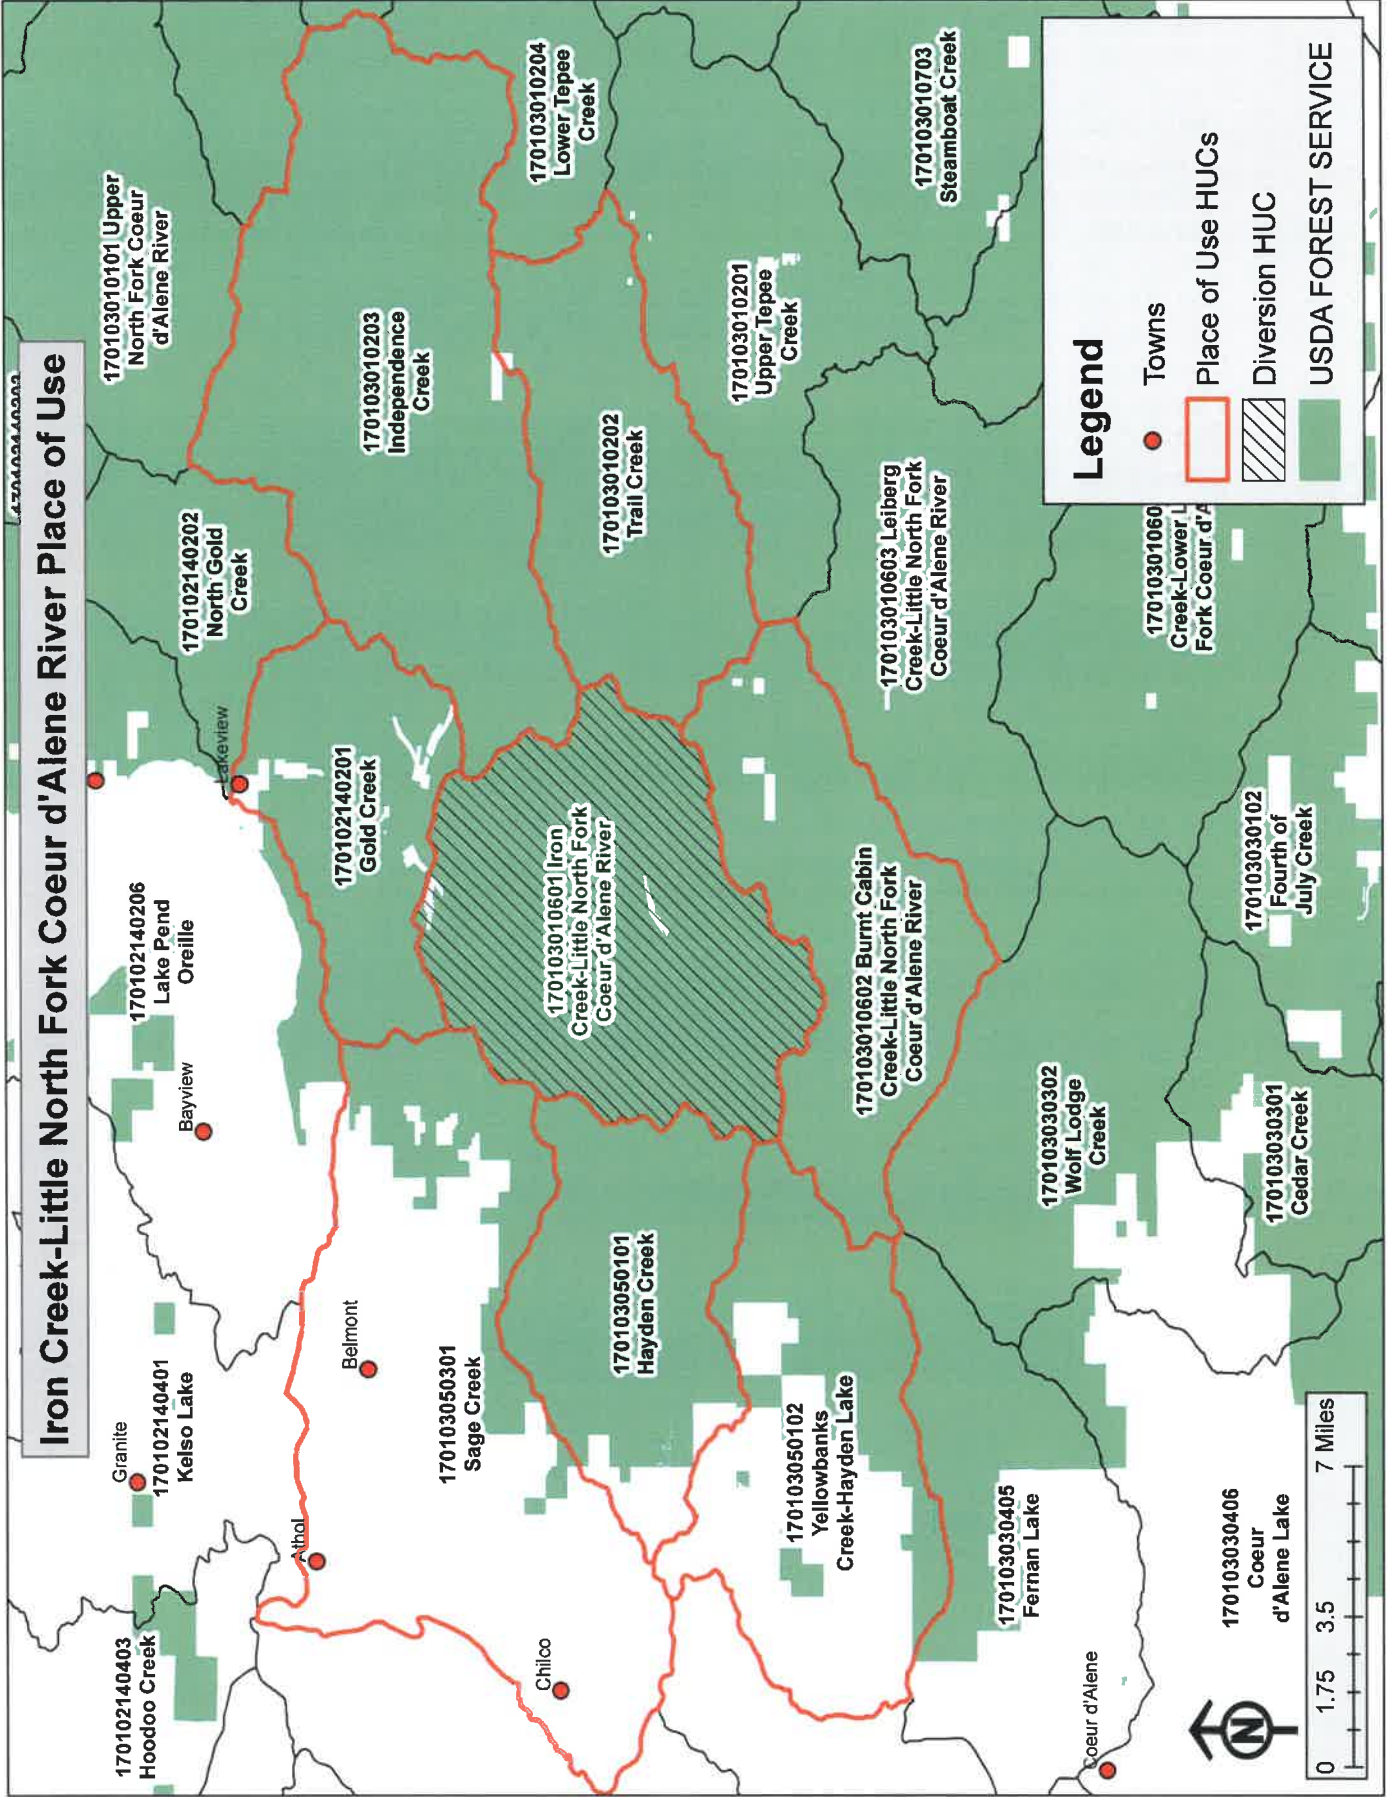 Iron Creek-Little North Fork Coeur d'Alene River Place of Use
170102140403
Hoodoo Creek
Granite
170102140401
Kelso Lake
Bayview
170102140206
Lake Pend
Oreille
Lakeview
170102140202
North Gold
Creek
170103010101 Upper
North Fork Coeur
d'Alene River
Athol
Belmont
170102140201
Gold Creek
170103010203
Independence
Creek
170103050301
Sage Creek
Chilco
170103010601 Iron
Creek-Little North Fork
Coeur d'Alene River
170103010204
Lower Tepee
Creek
170103050101
Hayden Creek
170103010202
Trail Creek
170103010201
Upper Tepee
Creek
170103050102
Yellowbanks
Creek-Hayden Lake
170103010602 Burnt Cabin
Creek-Little North Fork
Coeur d'Alene River
170103010603 Leiberg
Creek-Little North Fork
Coeur d'Alene River
170103010703
Steamboat Creek
170103030405
Fernan Lake
170103030302
Wolf Lodge
Creek
Coeur d'Alene
17010301060
Creek-Lower L
Fork Coeur d'A
170103030406
Coeur
d'Alene Lake
170103030301
Cedar Creek
170103030102
Fourth of
July Creek
Legend
Towns
Place of Use HUCs
Diversion HUC
USDA FOREST SERVICE
N
0 1.75 3.5 7 Miles